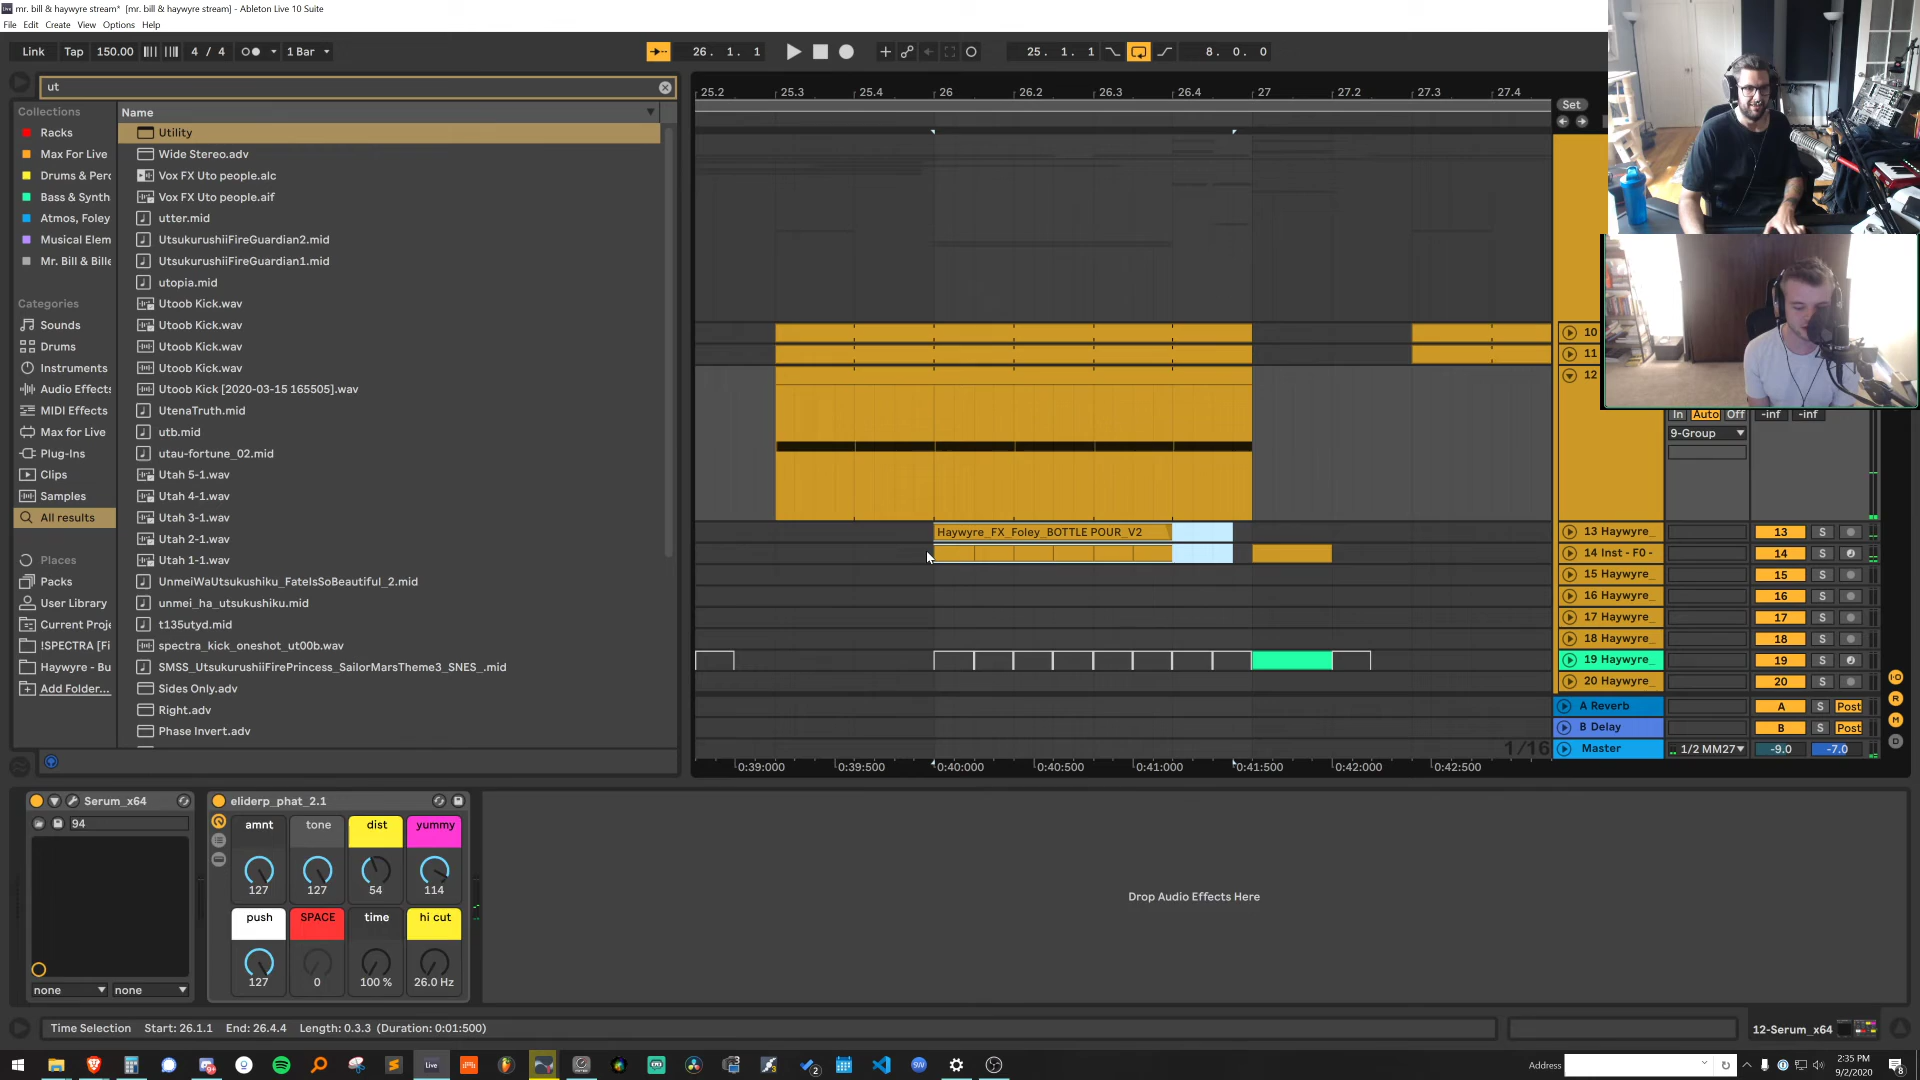 mr. bill & haywyre stream* [mr. bill & haywyre stream] - Ableton Live 10 Suite
File Edit Create View Options Help
Link Tap 150.00 4 / 4 1 Bar 26. 1. 1 25. 1. 1 8. 0. 0
ut
Collections
Racks
Max For Live
Drums & Perc
Bass & Synth
Atmos, Foley
Musical Elem
Mr. Bill & Bille
Categories
Sounds
Drums
Instruments
Audio Effects
MIDI Effects
Max for Live
Plug-Ins
Clips
Samples
All results
Places
Packs
User Library
Current Proje
!SPECTRA [Fi
Haywyre - Bu
Add Folder...
Name
Utility
Wide Stereo.adv
Vox FX Uto people.alc
Vox FX Uto people.aif
utter.mid
UtsukurushiiFireGuardian2.mid
UtsukurushiiFireGuardian1.mid
utopia.mid
Utoob Kick.wav
Utoob Kick.wav
Utoob Kick.wav
Utoob Kick.wav
Utoob Kick [2020-03-15 165505].wav
UtenaTruth.mid
utb.mid
utau-fortune_02.mid
Utah 5-1.wav
Utah 4-1.wav
Utah 3-1.wav
Utah 2-1.wav
Utah 1-1.wav
UnmeiWaUtsukushiku_FateIsSoBeautiful_2.mid
unmei_ha_utsukushiku.mid
t135utyd.mid
spectra_kick_oneshot_ut00b.wav
SMSS_UtsukurushiiFirePrincess_SailorMarsTheme3_SNES_.mid
Sides Only.adv
Right.adv
Phase Invert.adv
25.2 25.3 25.4 26 26.2 26.3 26.4 27 27.2 27.3 27.4
Set
10
11
12
In Auto Off -inf -inf
9-Group
Haywyre_FX_Foley_BOTTLE POUR_V2
13 Haywyre_ 13 S
14 Inst - F0 - 14 S
15 Haywyre_ 15 S
16 Haywyre_ 16 S
17 Haywyre_ 17 S
18 Haywyre_ 18 S
19 Haywyre_ 19 S
20 Haywyre_ 20 S
A Reverb A S Post
B Delay B S Post
1/16 Master 1/2 MM27 -9.0 -7.0
I·O
R
M
D
0:39:000 0:39:500 0:40:000 0:40:500 0:41:000 0:41:500 0:42:000 0:42:500
Serum_x64
94
none none
eliderp_phat_2.1
amnt tone dist yummy
127 127 54 114
push SPACE time hi cut
127 0 100 % 26.0 Hz
Drop Audio Effects Here
Time Selection Start: 26.1.1 End: 26.4.4 Length: 0.3.3 (Duration: 0:01:500)
12-Serum_x64
Live
2
Address
2:35 PM
9/2/2020
8